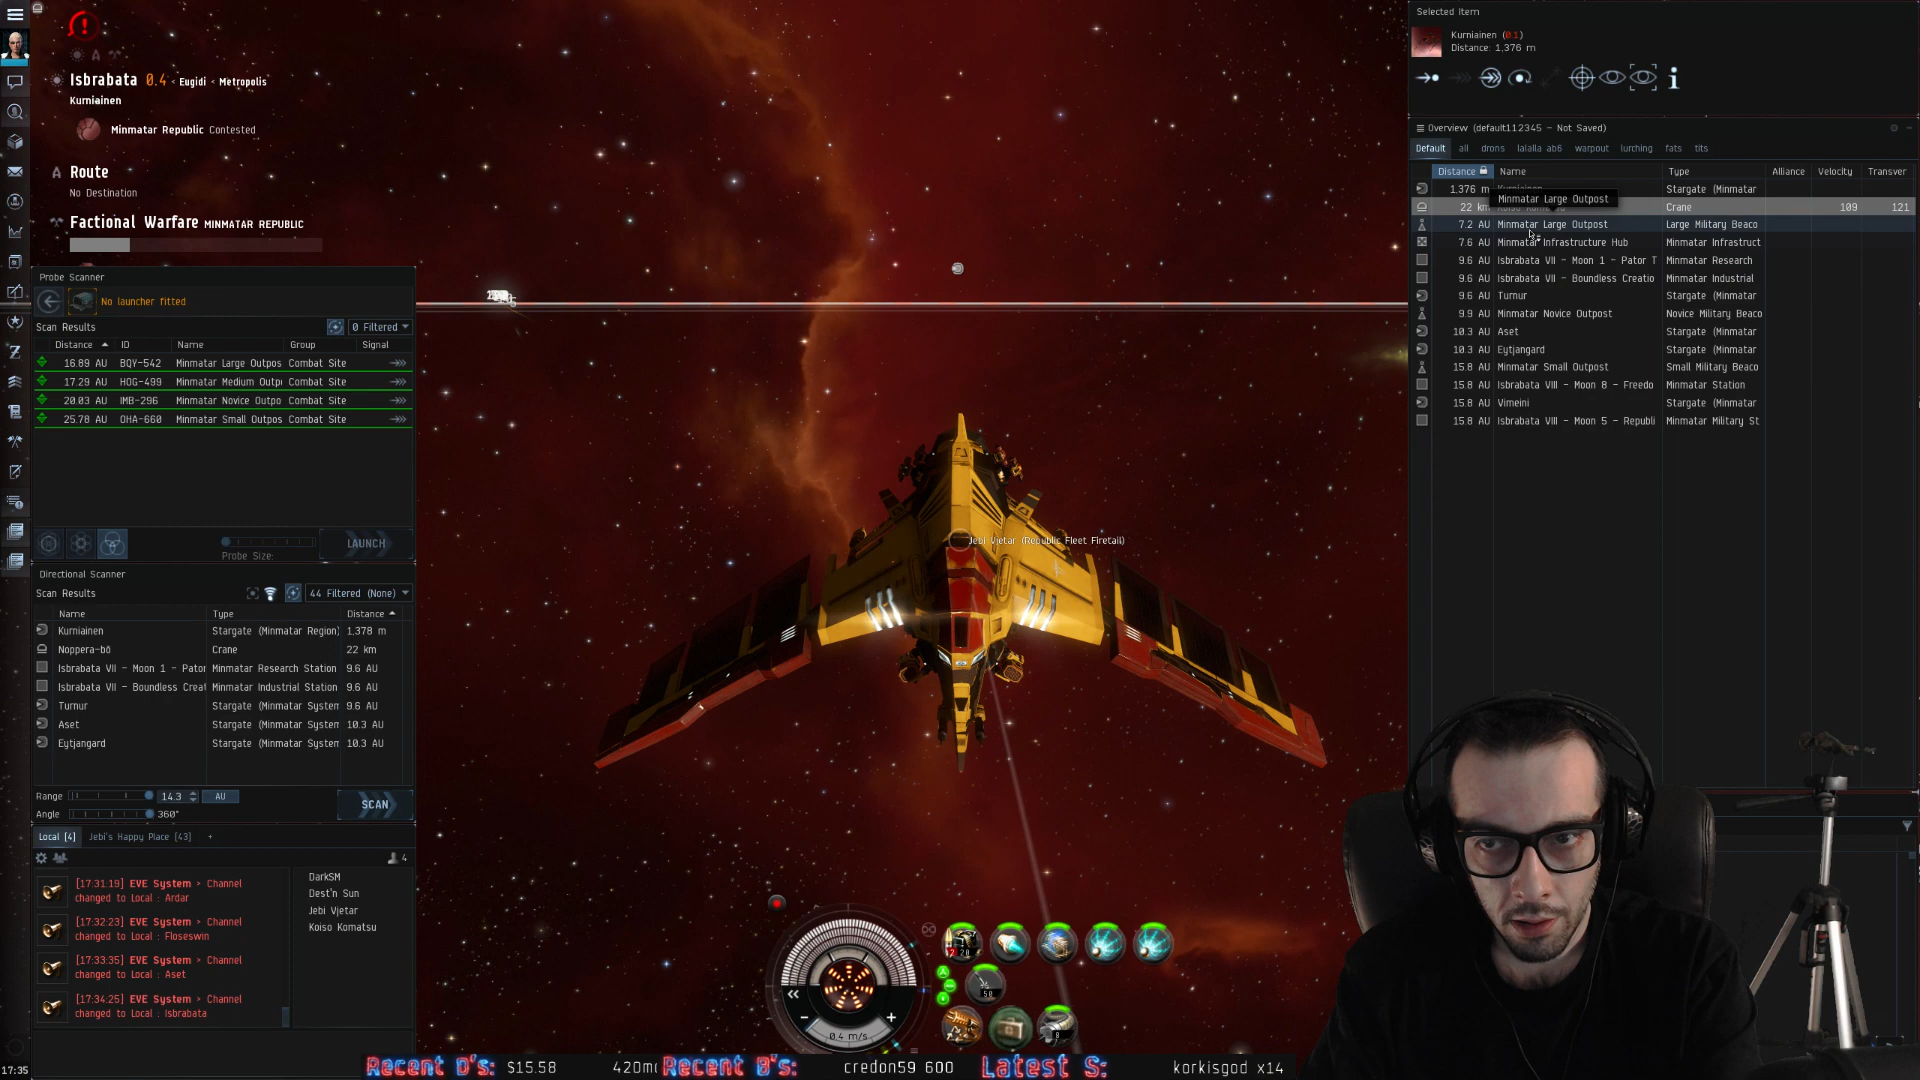 Isbrabata 0.4 < Eugidi < Metropolis
Kurniainen
Minmatar Republic Contested
Route
No Destination
Factional Warfare MINMATAR REPUBLIC
Probe Scanner
No launcher fitted
Scan Results
0 Filtered
Distance ID Name Group Signal
16.89 AU BQY-542 Minmatar Large Outpos Combat Site
17.29 AU HOG-499 Minmatar Medium Outp Combat Site
20.03 AU IMB-296 Minmatar Novice Outpo Combat Site
25.78 AU OHA-660 Minmatar Small Outpos Combat Site
Probe Size:
LAUNCH
Directional Scanner
Scan Results
44 Filtered (None)
Name Type Distance
Kurniainen Stargate (Minmatar Region) 1,378 m
Noppera-bō Crane 22 km
Isbrabata VII - Moon 1 - Pator Minmatar Research Station 9.6 AU
Isbrabata VII - Boundless Creat Minmatar Industrial Station 9.6 AU
Turnur Stargate (Minmatar System 9.6 AU
Aset Stargate (Minmatar System 10.3 AU
Eytjangard Stargate (Minmatar System 10.3 AU
Range 14.3 AU
Angle 360°
SCAN
Local [4] Jebi's Happy Place [43] +
4
[17:31:19] EVE System > Channel
changed to Local : Ardar
[17:32:23] EVE System > Channel
changed to Local : Floseswin
[17:33:35] EVE System > Channel
changed to Local : Aset
[17:34:25] EVE System > Channel
changed to Local : Isbrabata
DarkSM
Dest'n Sun
Jebi Vjetar
Koiso Komatsu
17:35
Jebi Vjetar (Republic Fleet Firetail)
50
8
0.4 m/s
Recent D's: $15.58 420m Recent B's: credon59 600 Latest S: korkisgod x14
Selected Item
Kurniainen (0.1)
Distance: 1,376 m
Overview (default112345 - Not Saved)
Default all drons lalalla ab6 warpout lurching fats tits
Distance Name Type Alliance Velocity Transver
1,376 m Kurniainen Stargate (Minmatar
Minmatar Large Outpost
22 km Crane 109 121
7.2 AU Minmatar Large Outpost Large Military Beaco
7.6 AU Minmatar Infrastructure Hub Minmatar Infrastruct
9.6 AU Isbrabata VII - Moon 1 - Pator T Minmatar Research
9.6 AU Isbrabata VII - Boundless Creatio Minmatar Industrial
9.6 AU Turnur Stargate (Minmatar
9.9 AU Minmatar Novice Outpost Novice Military Beaco
10.3 AU Aset Stargate (Minmatar
10.3 AU Eytjangard Stargate (Minmatar
15.8 AU Minmatar Small Outpost Small Military Beaco
15.8 AU Isbrabata VIII - Moon 8 - Freedo Minmatar Station
15.8 AU Vimeini Stargate (Minmatar
15.8 AU Isbrabata VIII - Moon 5 - Republi Minmatar Military St